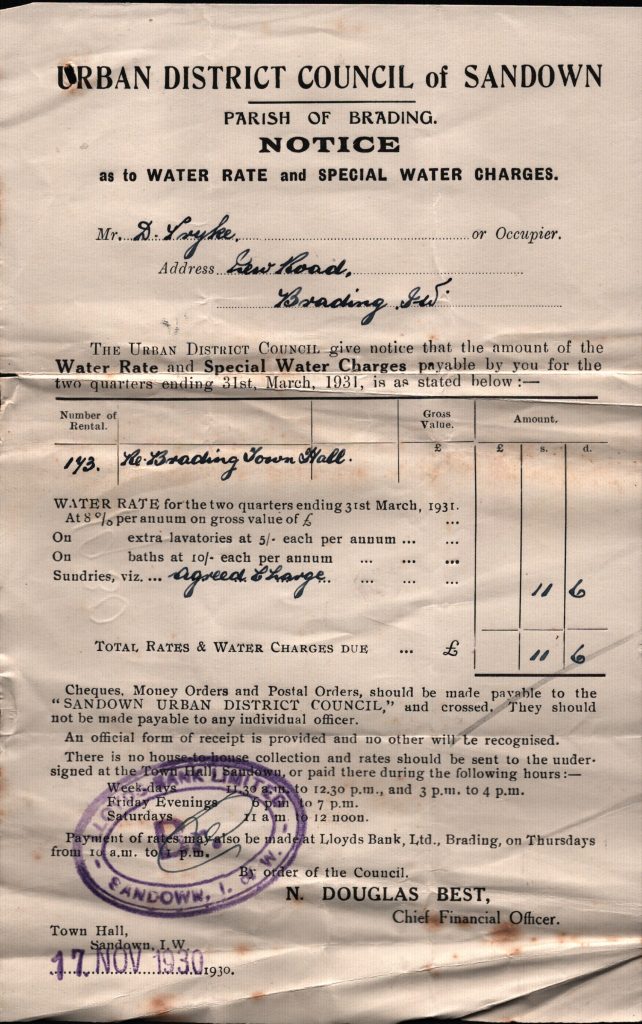 URBAN DISTRICT COUNCIL of SANDOWN
PARISH OF BRADING.
NOTICE
as to WATER RATE and SPECIAL WATER CHARGES.
Mr. D. Tryke. or Occupier.
Address New Road,
Brading I.W.
THE URBAN DISTRICT COUNCIL give notice that the amount of the
Water Rate and Special Water Charges payable by you for the
two quarters ending 31st, March, 1931, is as stated below :—
Number of Rental. Gross Value. Amount.
£ £ s. d.
143. Re Brading Town Hall.
WATER RATE for the two quarters ending 31st March, 1931.
At 8 % per annum on gross value of £ ...
On extra lavatories at 5/- each per annum ... ...
On baths at 10/- each per annum ... ... ...
Sundries, viz. ... Agreed Charge. ... ... ... 11 6
TOTAL RATES & WATER CHARGES DUE ... £ 11 6
Cheques, Money Orders and Postal Orders, should be made payable to the
"SANDOWN URBAN DISTRICT COUNCIL," and crossed. They should
not be made payable to any individual officer.
An official form of receipt is provided and no other will be recognised.
There is no house-to-house collection and rates should be sent to the under-
signed at the Town Hall, Sandown, or paid there during the following hours :—
Week-days 11.30 a.m. to 12.30 p.m., and 3 p.m. to 4 p.m.
Friday Evenings 6 p.m to 7 p.m.
Saturdays 11 a.m to 12 noon.
Payment of rates may also be made at Lloyds Bank, Ltd., Brading, on Thursdays
from 10 a.m. to 1 p.m.
LLOYDS BANK LIMITED
SANDOWN, I. of W.
By order of the Council.
N. DOUGLAS BEST,
Chief Financial Officer.
Town Hall,
Sandown, I.W.
17 NOV 1930 1930.